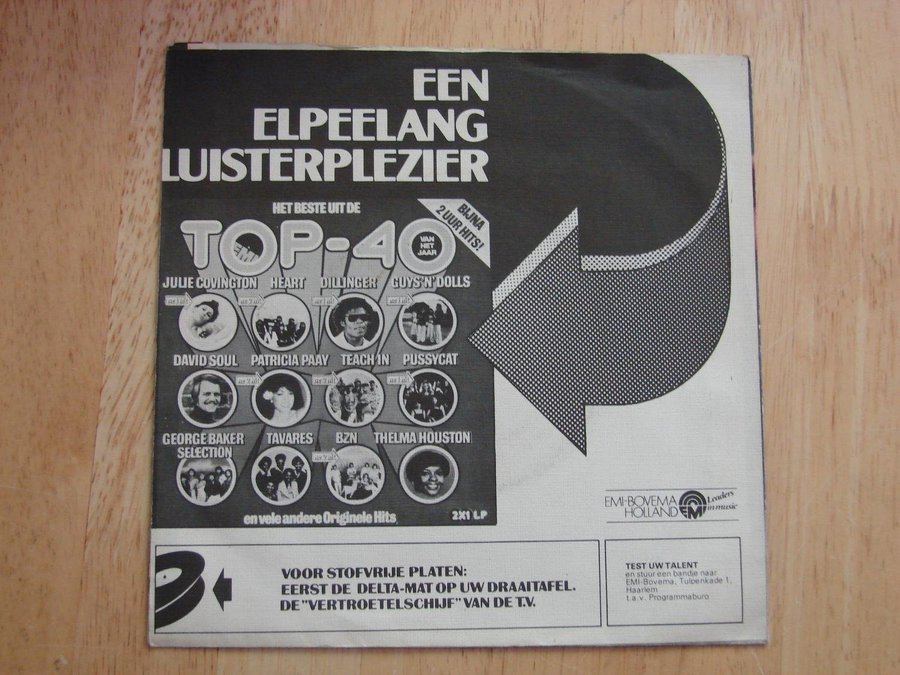 EEN
ELPEELANG
LUISTERPLEZIER
HET BESTE UIT DE
BIJNA
2 UUR HITS!
TOP-40
VAN HET JAAR
JULIE COVINGTON HEART DILLINGER GUYS'N'DOLLS
DAVID SOUL PATRICIA PAAY TEACH IN PUSSYCAT
GEORGE BAKER SELECTION TAVARES BZN THELMA HOUSTON
en vele andere Originele Hits 2X1 LP
EMI-BOVEMA
HOLLAND
EMI
Leaders
in music
VOOR STOFVRIJE PLATEN:
EERST DE DELTA-MAT OP UW DRAAITAFEL.
DE "VERTROETELSCHIJF" VAN DE T.V.
TEST UW TALENT
en stuur een bandje naar
EMI-Bovema, Tulpenkade 1,
Haarlem
t.a.v. Programmaburo